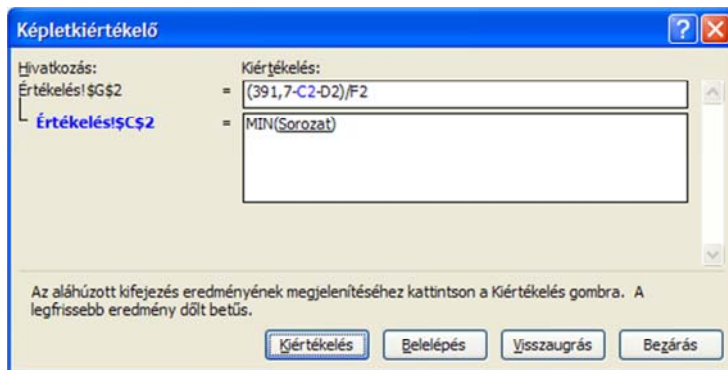 Képletkiértékelő
Hivatkozás: Kiértékelés:
Értékelés!$G$2 = (391,7-C2-D2)/F2
Értékelés!$C$2 = MIN(Sorozat)
Az aláhúzott kifejezés eredményének megjelenítéséhez kattintson a Kiértékelés gombra. A
legfrissebb eredmény dőlt betűs.
Kiértékelés Belelépés Visszaugrás Bezárás